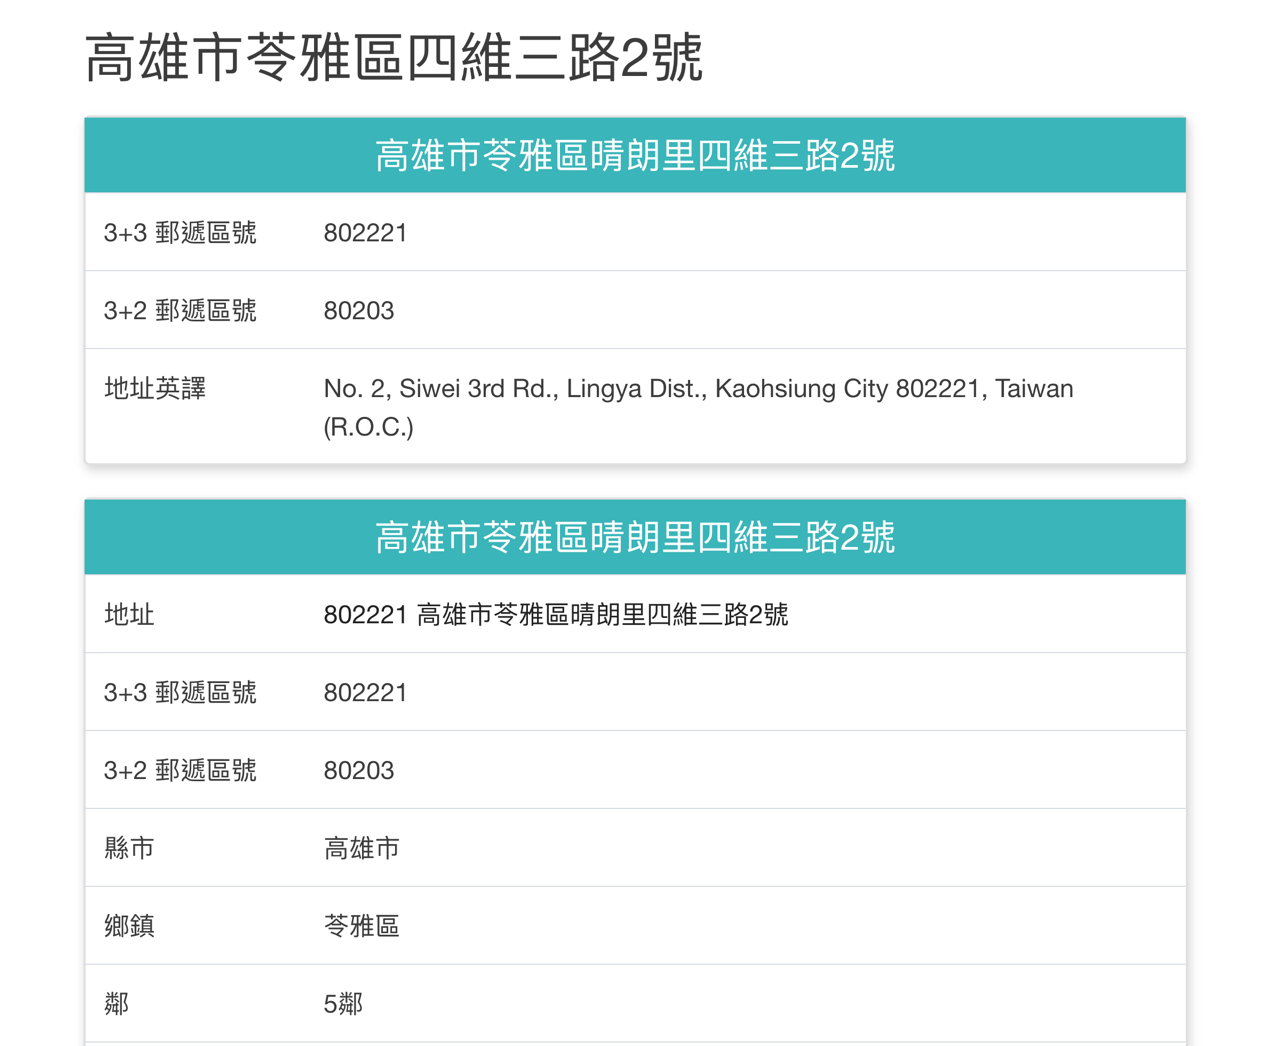 高雄市苓雅區四維三路2號
高雄市苓雅區晴朗里四維三路2號
3+3 郵遞區號 802221
3+2 郵遞區號 80203
地址英譯 No. 2, Siwei 3rd Rd., Lingya Dist., Kaohsiung City 802221, Taiwan
(R.O.C.)
高雄市苓雅區晴朗里四維三路2號
地址 802221 高雄市苓雅區晴朗里四維三路2號
3+3 郵遞區號 802221
3+2 郵遞區號 80203
縣市 高雄市
鄉鎮 苓雅區
鄰 5鄰